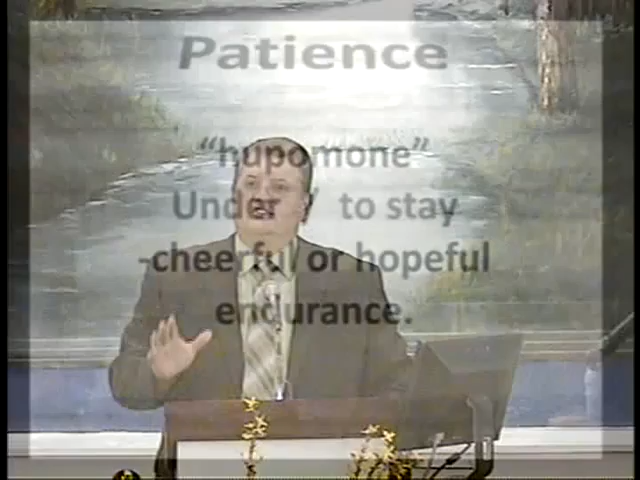 Patience
“hupomone”
Under to stay
-cheerful or hopeful
endurance.